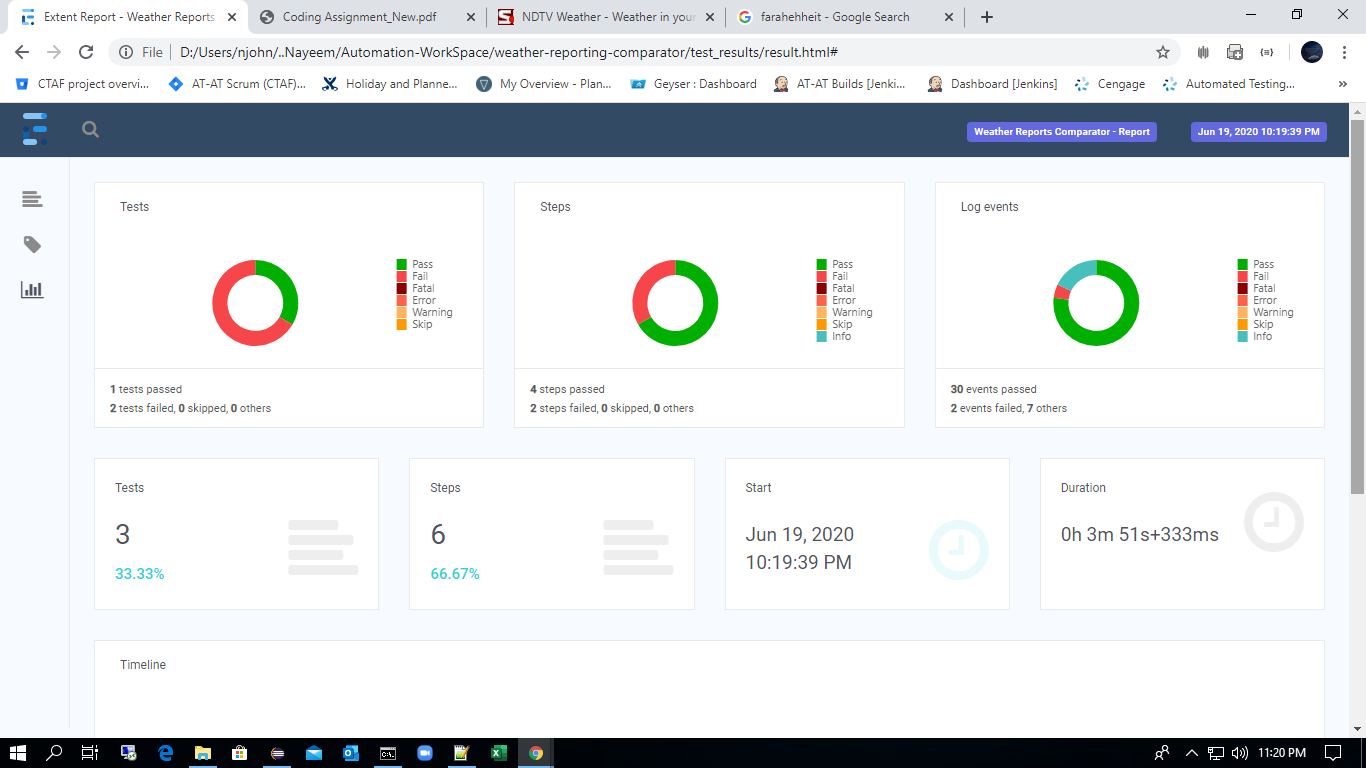 Extent Report - Weather Reports
Coding Assignment_New.pdf
NDTV Weather - Weather in your
farahehheit - Google Search
File
D:/Users/njohn/..Nayeem/Automation-WorkSpace/weather-reporting-comparator/test_results/result.html#
CTAF project overvi...
AT-AT Scrum (CTAF)...
Holiday and Planne...
My Overview - Plan...
Geyser : Dashboard
AT-AT Builds [Jenki...
Dashboard [Jenkins]
Cengage
Automated Testing...
Weather Reports Comparator - Report
Jun 19, 2020 10:19:39 PM
Tests
Pass
Fail
Fatal
Error
Warning
Skip
1 tests passed
2 tests failed, 0 skipped, 0 others
Steps
Pass
Fail
Fatal
Error
Warning
Skip
Info
4 steps passed
2 steps failed, 0 skipped, 0 others
Log events
Pass
Fail
Fatal
Error
Warning
Skip
Info
30 events passed
2 events failed, 7 others
Tests
3
33.33%
Steps
6
66.67%
Start
Jun 19, 2020
10:19:39 PM
Duration
0h 3m 51s+333ms
Timeline
11:20 PM